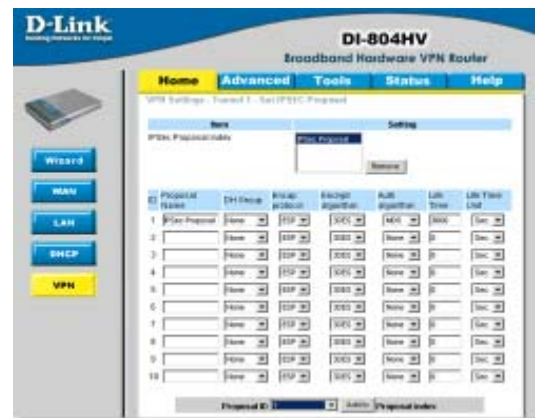 D-Link
Building Networks for People
DI-804HV
Broadband Hardware VPN Router
Home Advanced Tools Status Help
VPN Settings - Tunnel 1 - Set IPSEC Proposal
Item Setting
IPSec Proposal index
IPSec Proposal
Remove
Wizard
WAN
LAN
DHCP
VPN
ID Proposal Name DH Group Encap protocol Encrypt algorithm Auth algorithm Life Time Life Time Unit
1 IPSec Proposal None ESP 3DES MD5 Sec.
2 None ESP 3DES None 0 Sec.
3 None ESP 3DES None 0 Sec.
4 None ESP 3DES None 0 Sec.
5 None ESP 3DES None 0 Sec.
6 None ESP 3DES None 0 Sec.
7 None ESP 3DES None 0 Sec.
8 None ESP 3DES None 0 Sec.
9 None ESP 3DES None 0 Sec.
10 None ESP 3DES None 0 Sec.
Proposal ID Proposal index